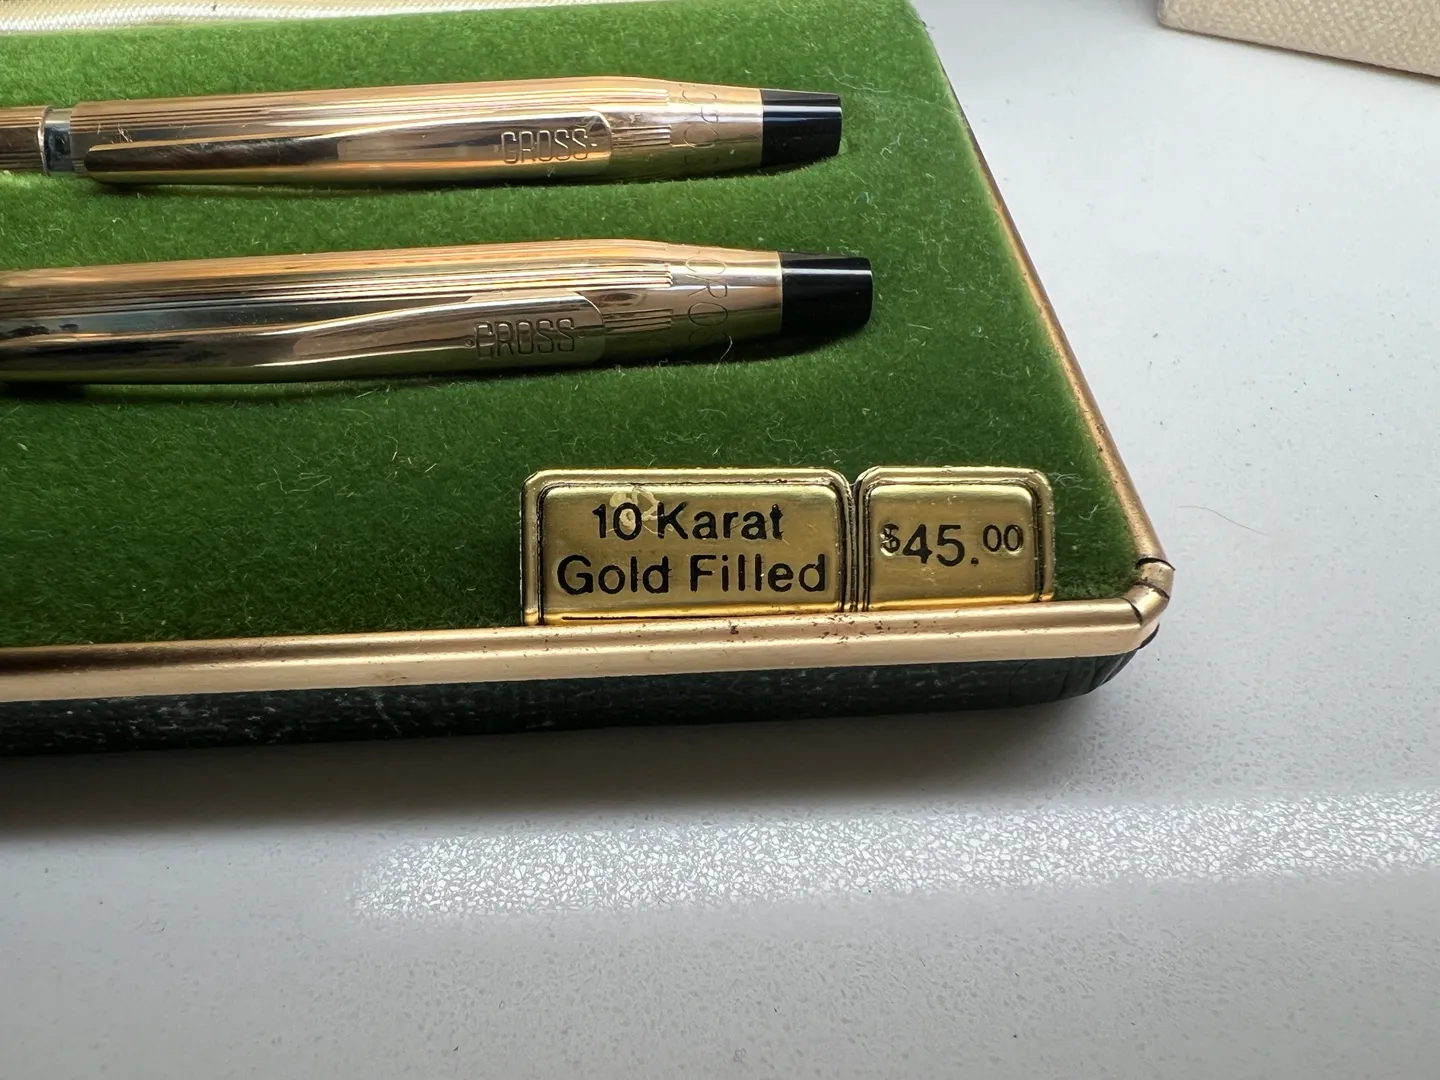 CROSS
CROSS
10 Karat
Gold Filled
$45.00